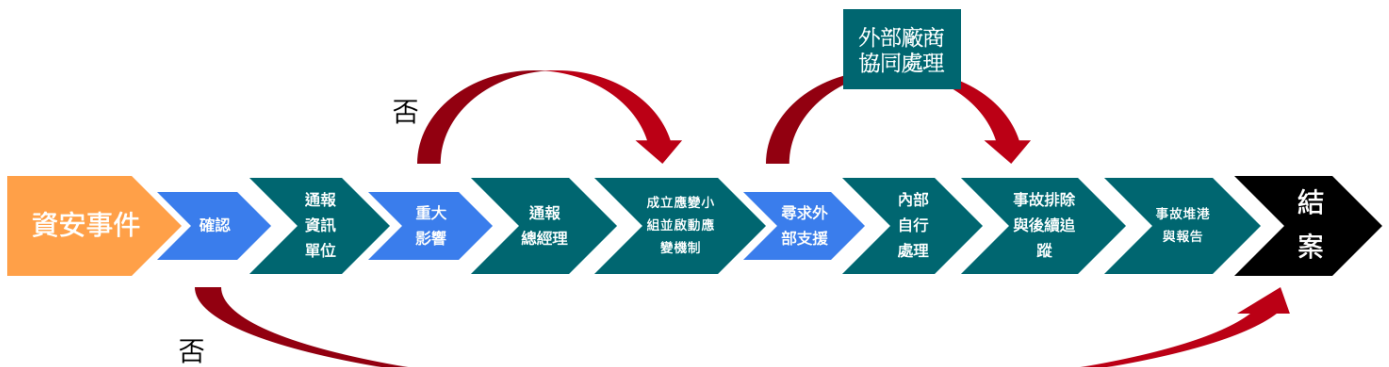 外部廠商
協同處理
否
資安事件
確認
通報
資訊
單位
重大
影響
通報
總經理
成立應變小
組並啟動應
變機制
尋求外
部支援
內部
自行
處理
事故排除
與後續追
蹤
事故堆港
與報告
結
案
否